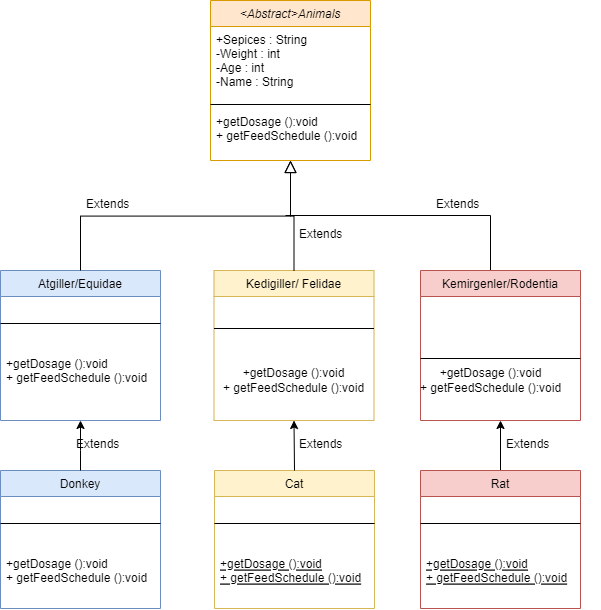 <Abstract>Animals
+Sepices : String
-Weight : int
-Age : int
-Name : String
+getDosage ():void
+ getFeedSchedule ():void
Extends
Extends
Extends
Atgiller/Equidae
+getDosage ():void
+ getFeedSchedule ():void
Kedigiller/ Felidae
+getDosage ():void
+ getFeedSchedule ():void
Kemirgenler/Rodentia
+getDosage ():void
+ getFeedSchedule ():void
Extends
Extends
Extends
Donkey
+getDosage ():void
+ getFeedSchedule ():void
Cat
+getDosage ():void
+ getFeedSchedule ():void
Rat
+getDosage ():void
+ getFeedSchedule ():void